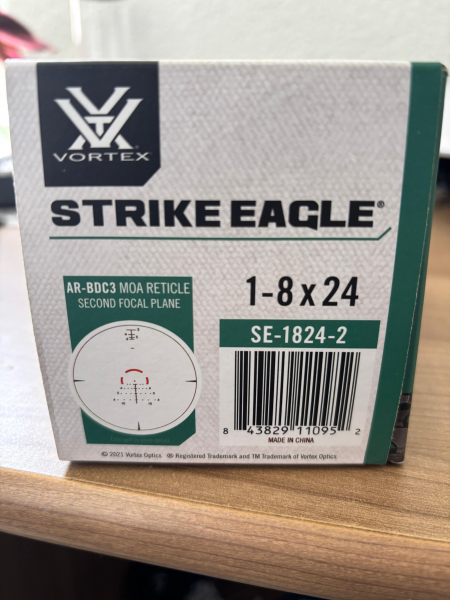 VORTEX
STRIKE EAGLE®
AR-BDC3 MOA RETICLE
SECOND FOCAL PLANE
1-8 x 24
SE-1824-2
8 43829 11095 2
MADE IN CHINA
© 2021 Vortex Optics ® Registered Trademark and TM Trademark of Vortex Optics